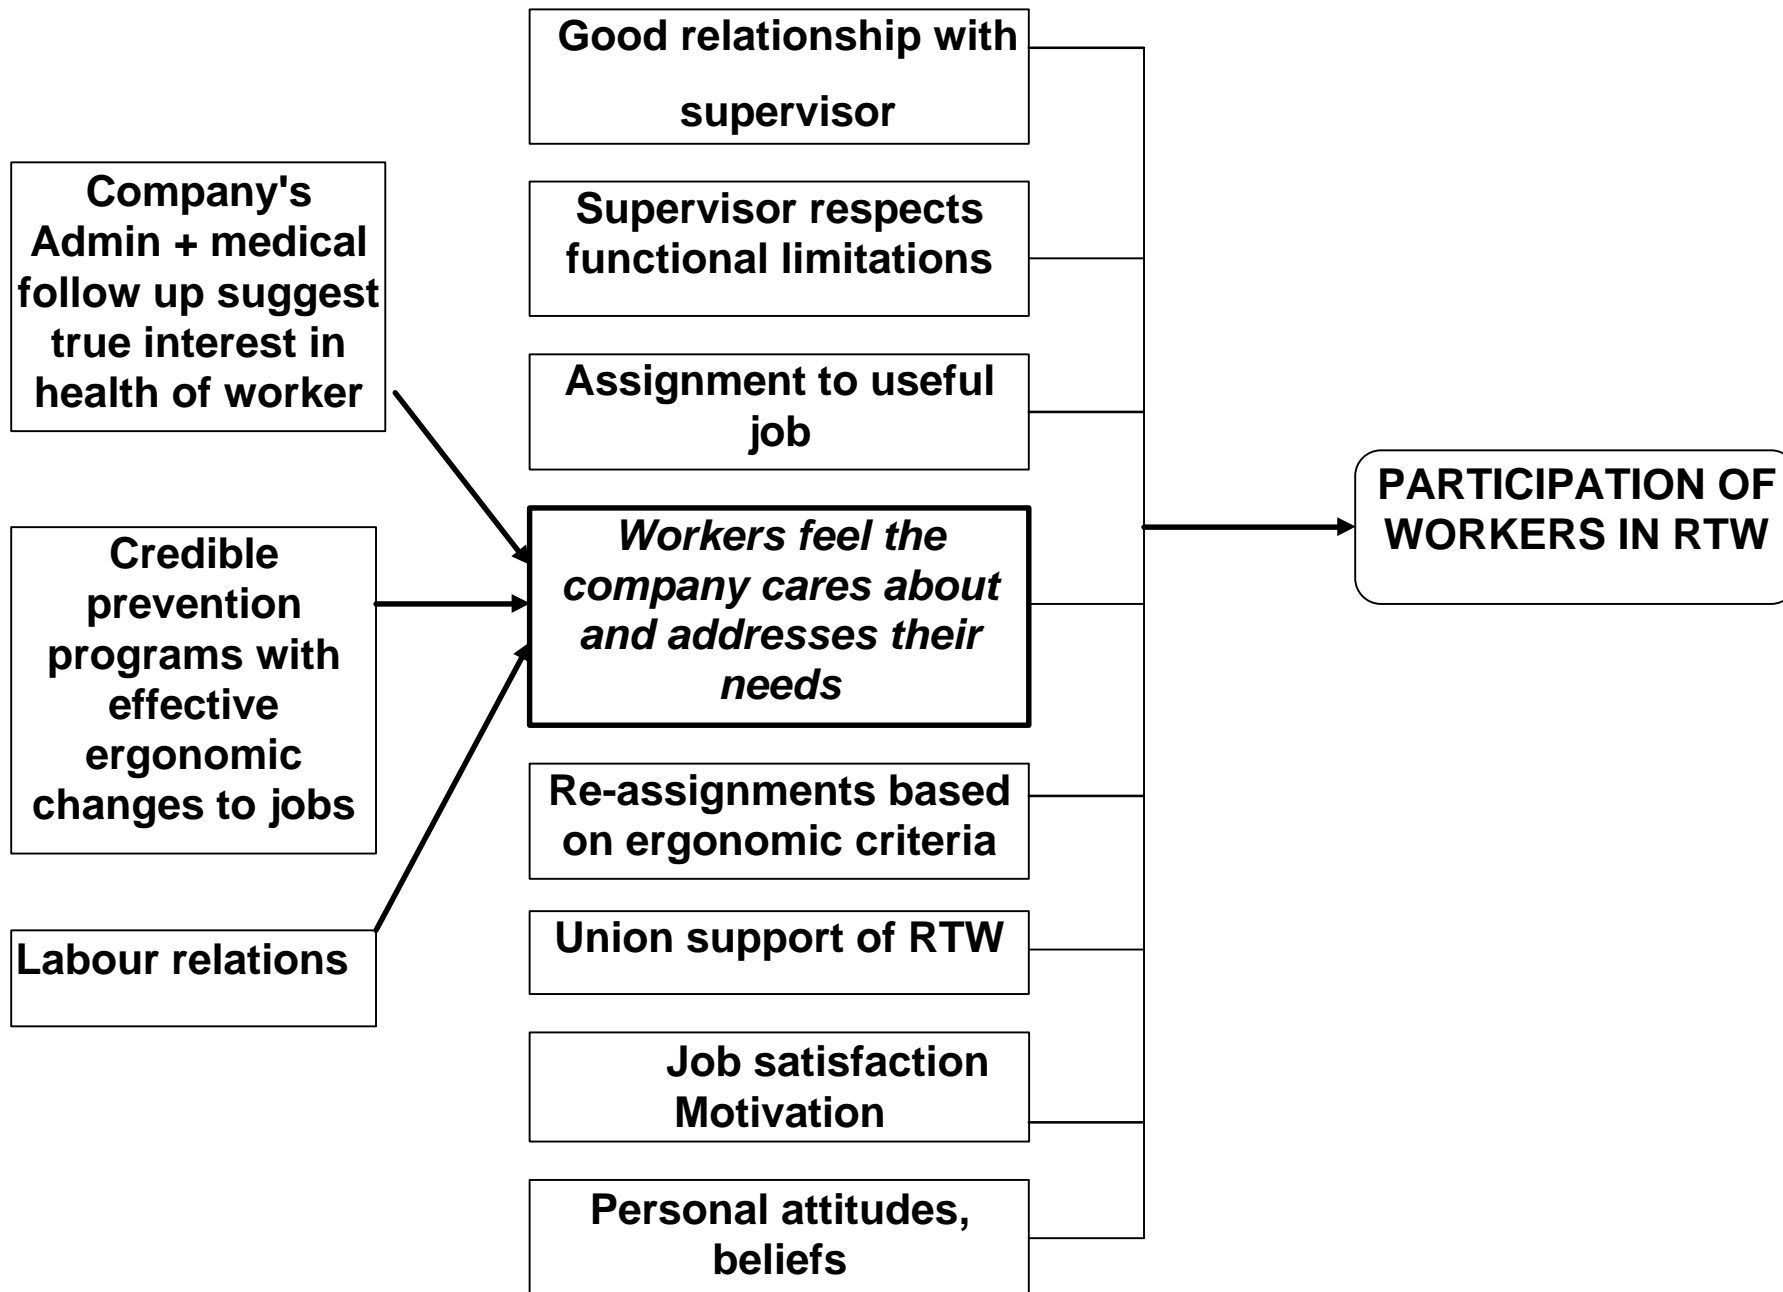 Good relationship with
supervisor
Company's
Admin + medical
follow up suggest
true interest in
health of worker
Supervisor respects
functional limitations
Assignment to useful
job
Credible
prevention
programs with
effective
ergonomic
changes to jobs
Workers feel the
company cares about
and addresses their
needs
PARTICIPATION OF
WORKERS IN RTW
Re-assignments based
on ergonomic criteria
Labour relations
Union support of RTW
Job satisfaction
Motivation
Personal attitudes,
beliefs